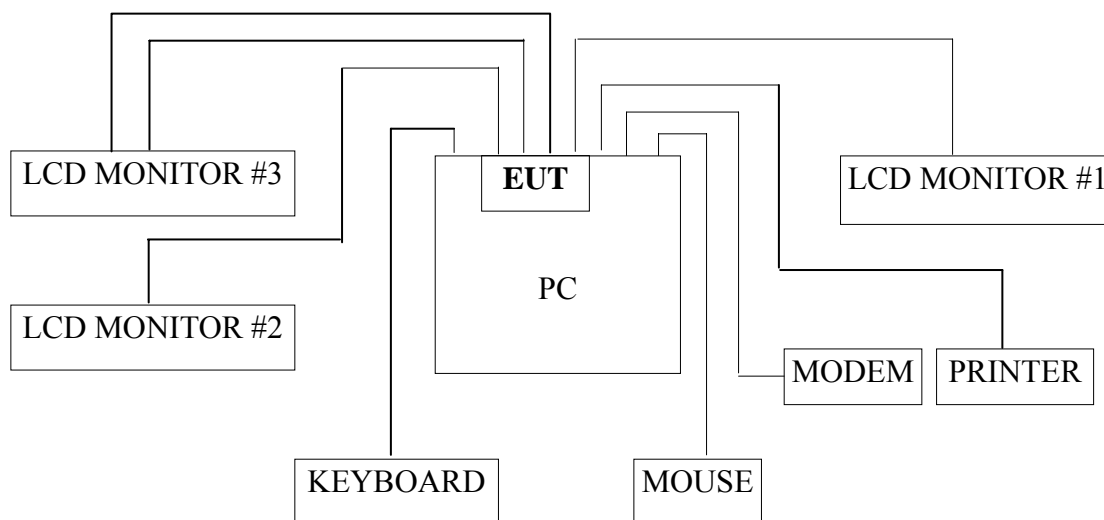 LCD MONITOR #3
EUT
LCD MONITOR #1
PC
LCD MONITOR #2
MODEM
PRINTER
KEYBOARD
MOUSE